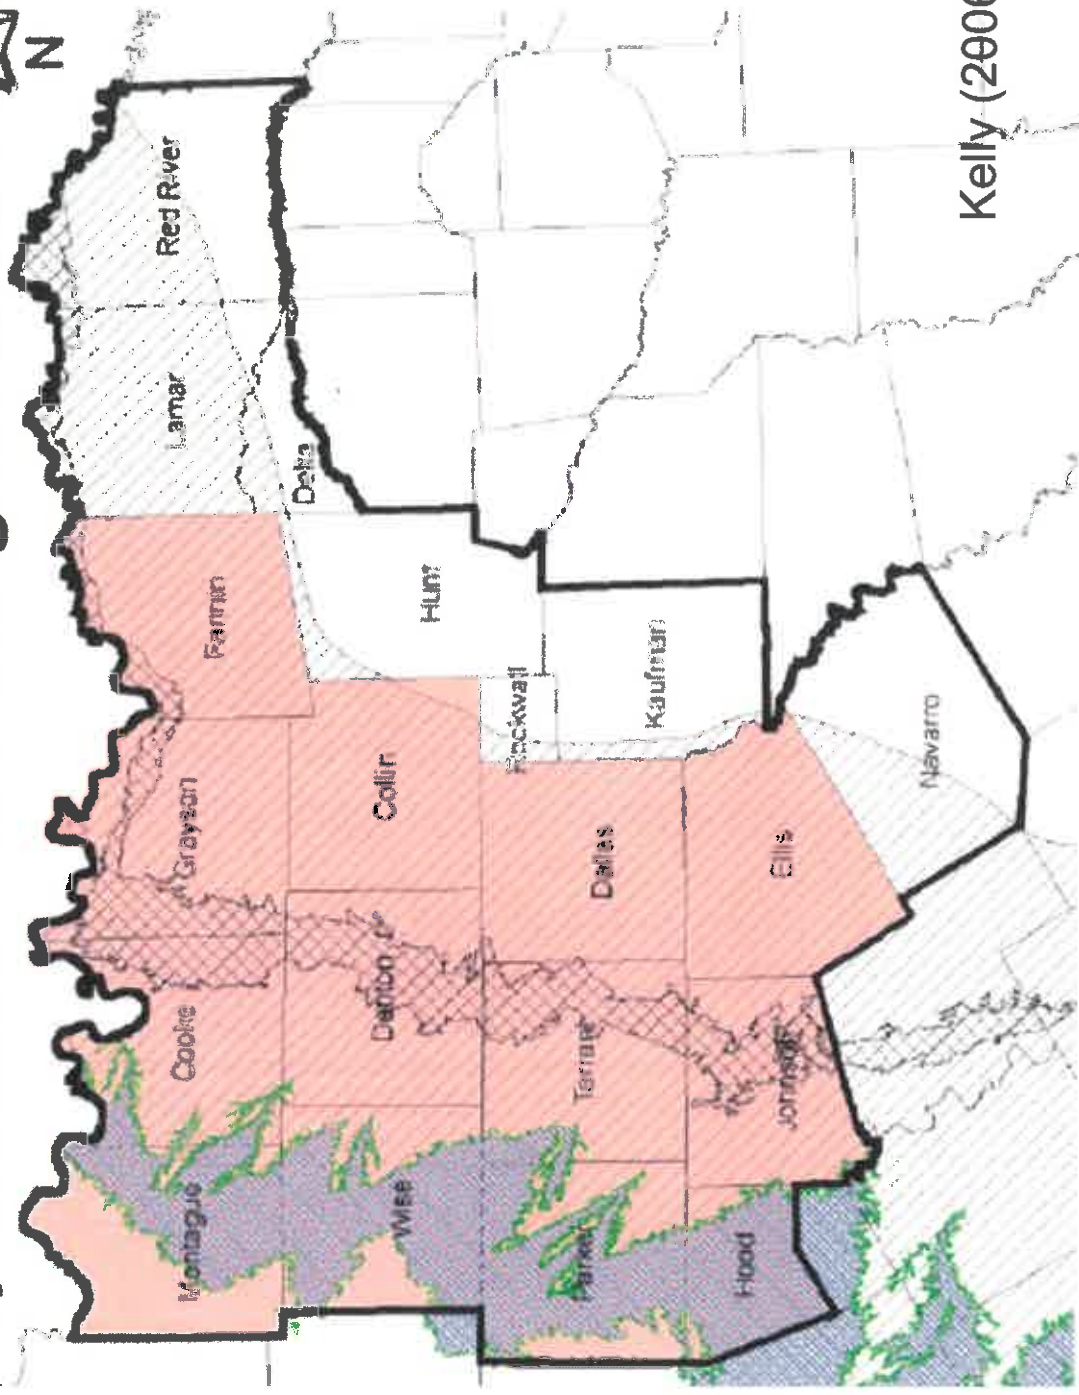 N
Red River
Lamar
Delta
Fannin
Hunt
Grayson
Collin
Rockwall
Kaufman
Navarro
Cooke
Denton
Dallas
Ellis
Montague
Wise
Tarrant
Johnson
Parker
Hood
Kelly (2006